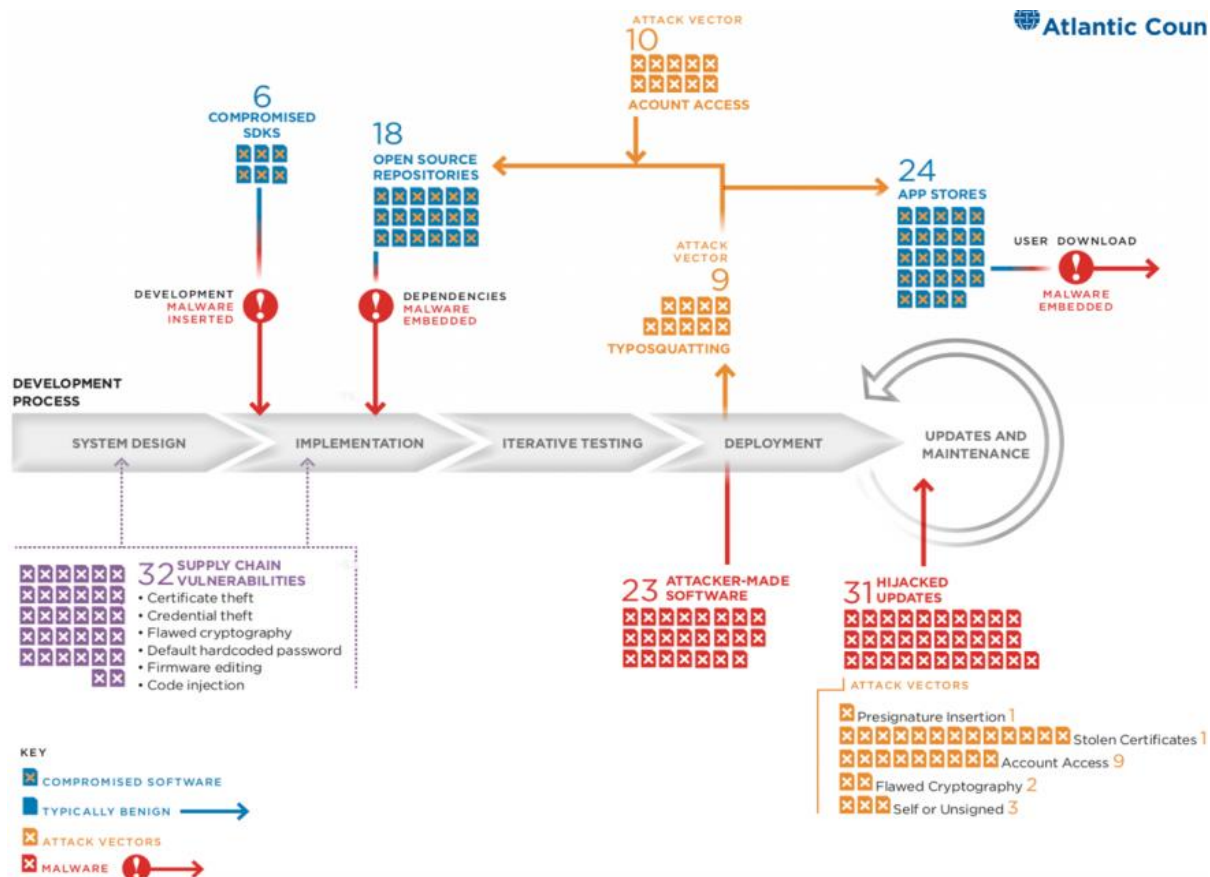 Atlantic Coun
ATTACK VECTOR
10
ACOUNT ACCESS
6
COMPROMISED
SDKS
18
OPEN SOURCE
REPOSITORIES
24
APP STORES
USER DOWNLOAD
MALWARE
EMBEDDED
ATTACK
VECTOR
9
TYPOSQUATTING
DEVELOPMENT
MALWARE
INSERTED
DEPENDENCIES
MALWARE
EMBEDDED
DEVELOPMENT
PROCESS
SYSTEM DESIGN
IMPLEMENTATION
ITERATIVE TESTING
DEPLOYMENT
UPDATES AND
MAINTENANCE
32 SUPPLY CHAIN
VULNERABILITIES
• Certificate theft
• Credential theft
• Flawed cryptography
• Default hardcoded password
• Firmware editing
• Code injection
23 ATTACKER-MADE
SOFTWARE
31 HIJACKED
UPDATES
ATTACK VECTORS
Presignature Insertion 1
Stolen Certificates 1
Account Access 9
Flawed Cryptography 2
Self or Unsigned 3
KEY
COMPROMISED SOFTWARE
TYPICALLY BENIGN
ATTACK VECTORS
MALWARE